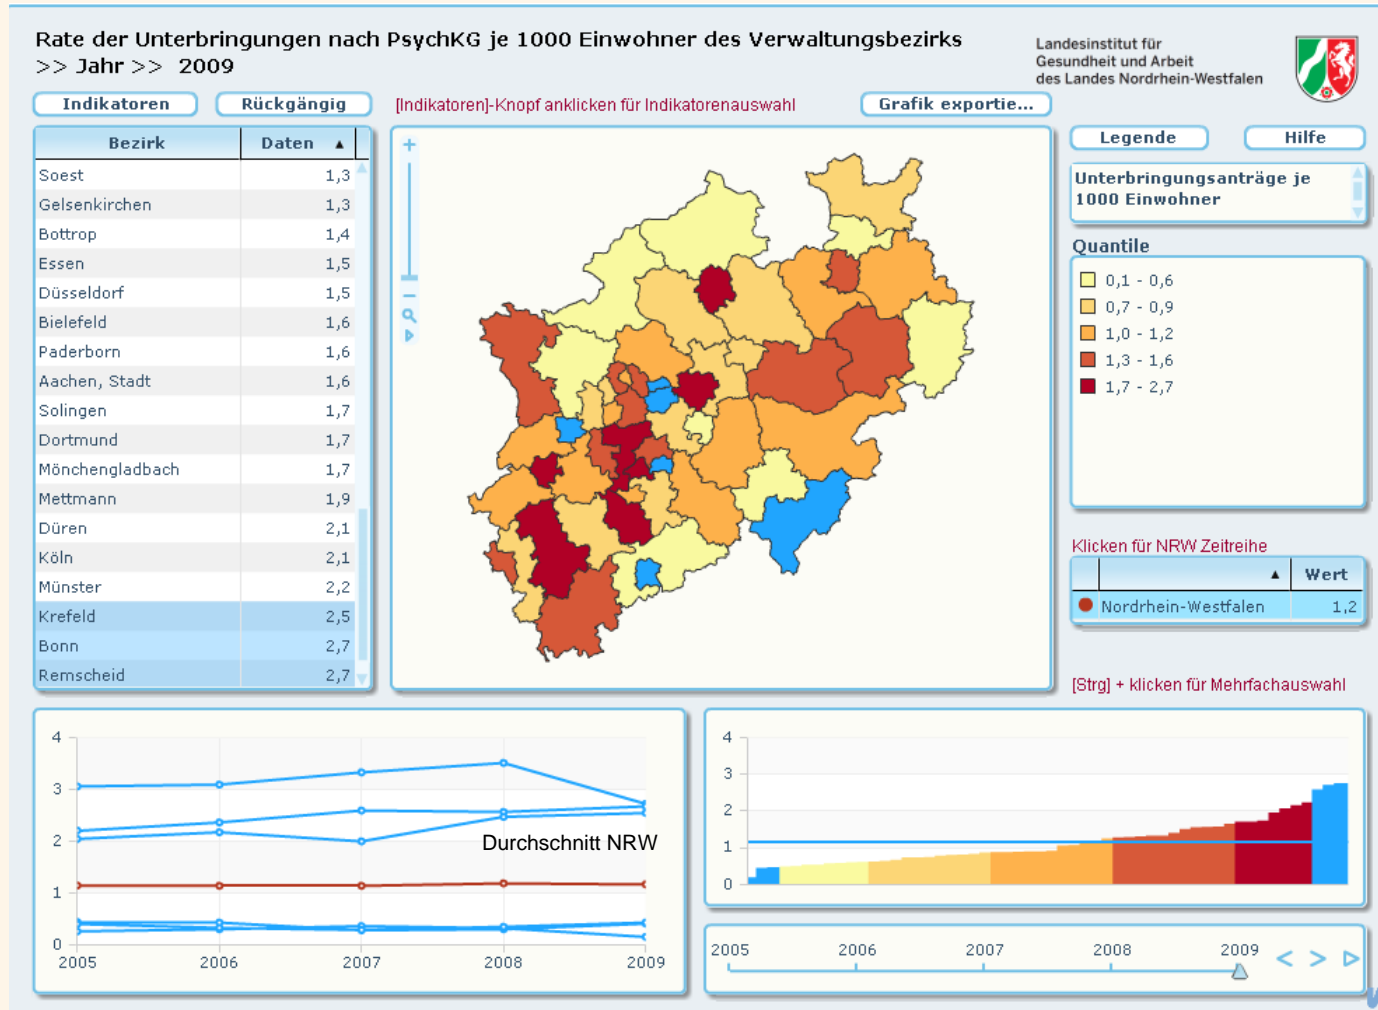 Rate der Unterbringungen nach PsychKG je 1000 Einwohner des Verwaltungsbezirks
>> Jahr >> 2009
Landesinstitut für
Gesundheit und Arbeit
des Landes Nordrhein-Westfalen
Indikatoren
Rückgängig
[Indikatoren]-Knopf anklicken für Indikatorenauswahl
Grafik exportie...
Bezirk Daten ▲
Soest 1,3
Gelsenkirchen 1,3
Bottrop 1,4
Essen 1,5
Düsseldorf 1,5
Bielefeld 1,6
Paderborn 1,6
Aachen, Stadt 1,6
Solingen 1,7
Dortmund 1,7
Mönchengladbach 1,7
Mettmann 1,9
Düren 2,1
Köln 2,1
Münster 2,2
Krefeld 2,5
Bonn 2,7
Remscheid 2,7
Legende
Hilfe
Unterbringungsanträge je
1000 Einwohner
Quantile
0,1 - 0,6
0,7 - 0,9
1,0 - 1,2
1,3 - 1,6
1,7 - 2,7
Klicken für NRW Zeitreihe
▲ Wert
Nordrhein-Westfalen 1,2
[Strg] + klicken für Mehrfachauswahl
4
3
2
1
0
Durchschnitt NRW
2005 2006 2007 2008 2009
4
3
2
1
0
2005 2006 2007 2008 2009
< >